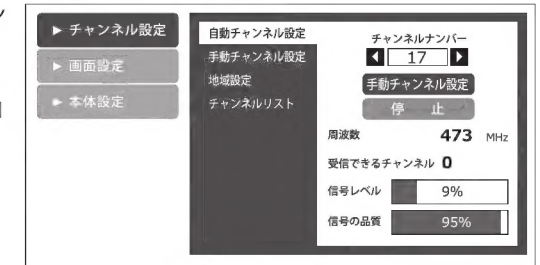 ▶ チャンネル設定
▶ 画面設定
▶ 本体設定
自動チャンネル設定
手動チャンネル設定
地域設定
チャンネルリスト
チャンネルナンバー
◀ 17 ▶
手動チャンネル設定
停 止
周波数 473 MHz
受信できるチャンネル 0
信号レベル 9%
信号の品質 95%